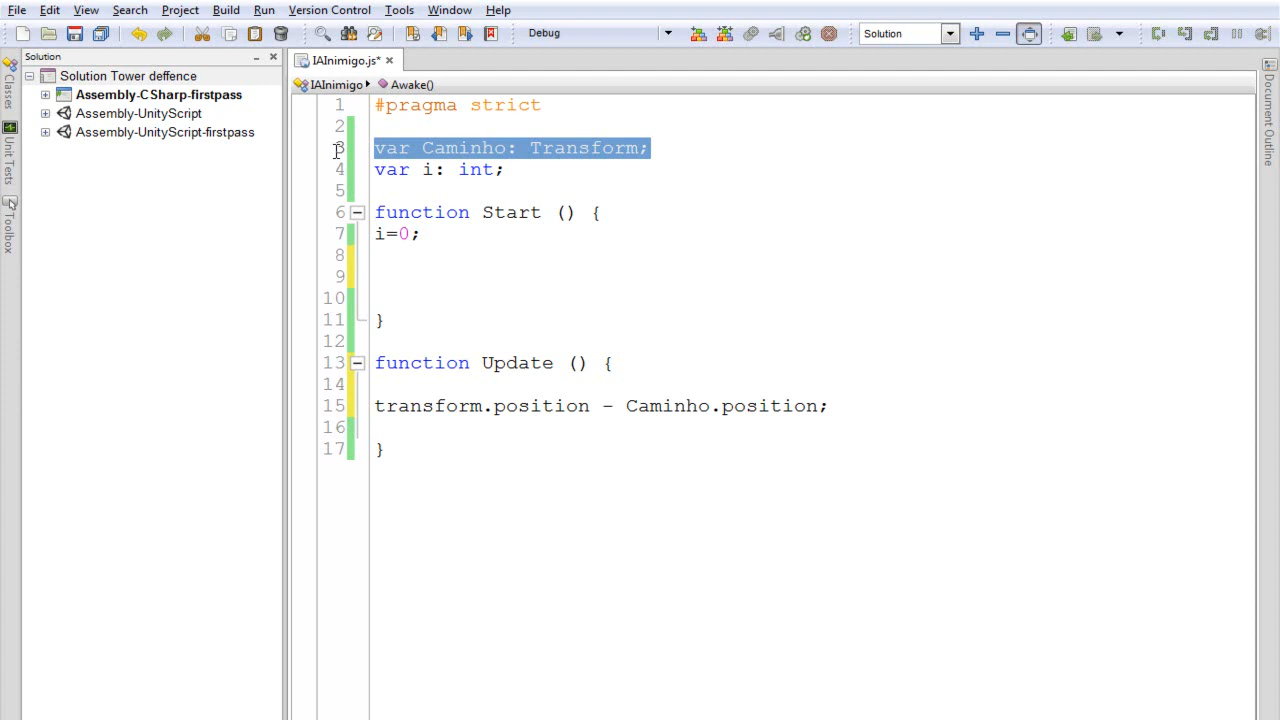 File Edit View Search Project Build Run Version Control Tools Window Help
Debug
Solution
Solution
IAInimigo.js*
Solution Tower deffence
IAInimigo
Awake()
Assembly-CSharp-firstpass
Assembly-UnityScript
Assembly-UnityScript-firstpass
Classes
Unit Tests
Toolbox
Document Outline
1 #pragma strict
2
3 var Caminho: Transform;
4 var i: int;
5
6 function Start () {
7 i=0;
8
9
10
11 }
12
13 function Update () {
14
15 transform.position - Caminho.position;
16
17 }